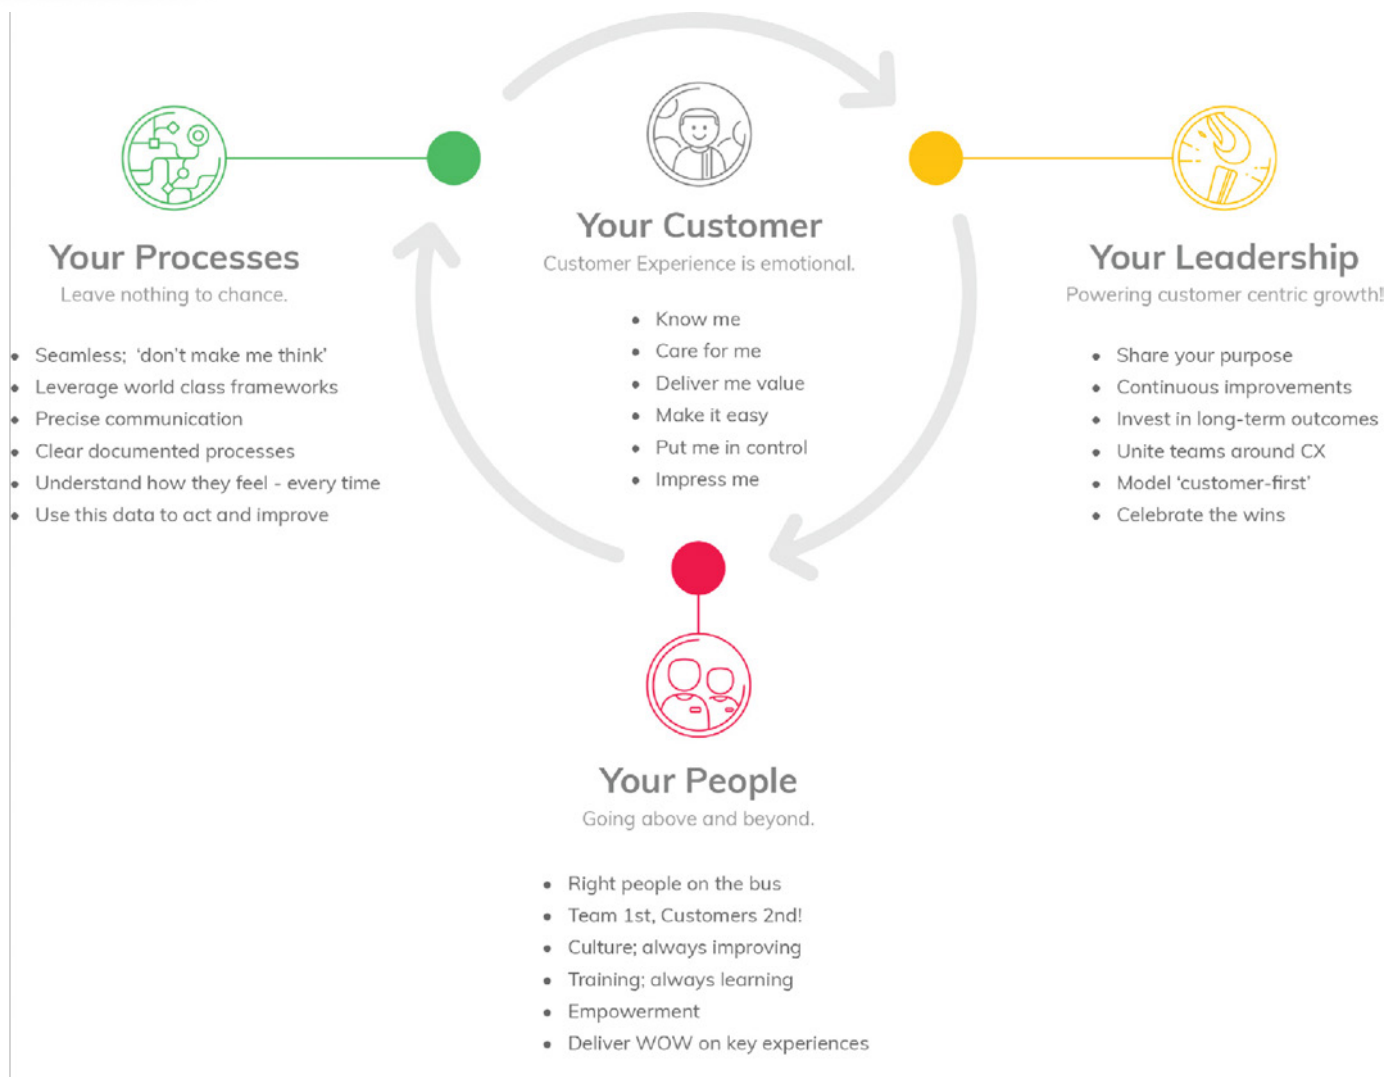 Your Processes
Leave nothing to chance.
• Seamless; ‘don’t make me think’
• Leverage world class frameworks
• Precise communication
• Clear documented processes
• Understand how they feel - every time
• Use this data to act and improve
Your Customer
Customer Experience is emotional.
• Know me
• Care for me
• Deliver me value
• Make it easy
• Put me in control
• Impress me
Your Leadership
Powering customer centric growth!
• Share your purpose
• Continuous improvements
• Invest in long-term outcomes
• Unite teams around CX
• Model ‘customer-first’
• Celebrate the wins
Your People
Going above and beyond.
• Right people on the bus
• Team 1st, Customers 2nd!
• Culture; always improving
• Training; always learning
• Empowerment
• Deliver WOW on key experiences